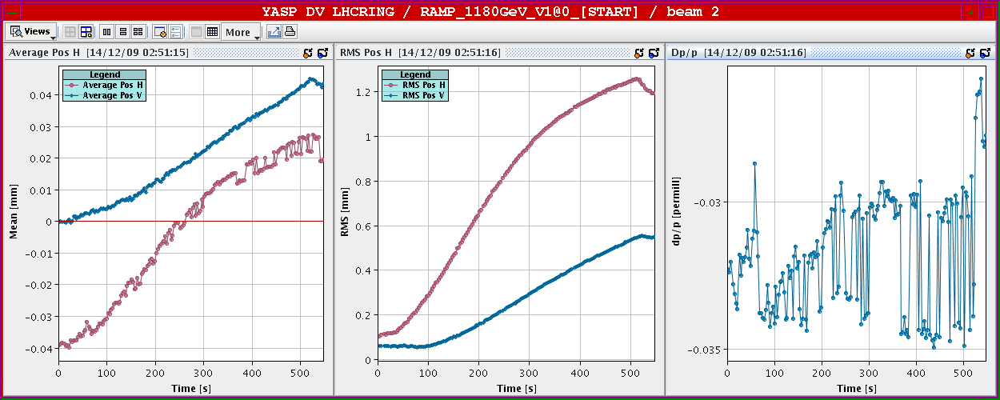 YASP DV LHCRING / RAMP_1180GeV_V1@0_[START] / beam 2
Views More
Average Pos H [14/12/09 02:51:15]
Legend
Average Pos H
Average Pos V
0.04
0.03
0.02
0.01
0
-0.01
-0.02
-0.03
-0.04
Mean [mm]
0 100 200 300 400 500
Time [s]
RMS Pos H [14/12/09 02:51:16]
Legend
RMS Pos H
RMS Pos V
1.2
1
0.8
0.6
0.4
0.2
0
RMS [mm]
0 100 200 300 400 500
Time [s]
Dp/p [14/12/09 02:51:16]
-0.03
-0.035
dp/p [permill]
0 100 200 300 400 500
Time [s]